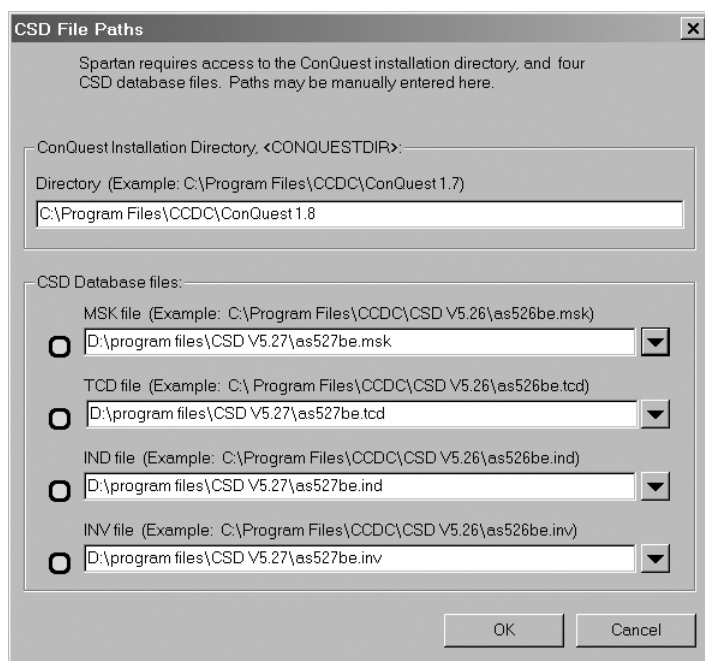 CSD File Paths
Spartan requires access to the ConQuest installation directory, and four
CSD database files. Paths may be manually entered here.
ConQuest Installation Directory, <CONQUESTDIR>:
Directory (Example: C:\Program Files\CCDC\ConQuest 1.7)
C:\Program Files\CCDC\ConQuest 1.8
CSD Database files:
MSK file (Example: C:\Program Files\CCDC\CSD V5.26\as526be.msk)
D:\program files\CSD V5.27\as527be.msk
TCD file (Example: C:\ Program Files\CCDC\CSD V5.26\as526be.tcd)
D:\program files\CSD V5.27\as527be.tcd
IND file (Example: C:\Program Files\CCDC\CSD V5.26\as526be.ind)
D:\program files\CSD V5.27\as527be.ind
INV file (Example: C:\Program Files\CCDC\CSD V5.26\as526be.inv)
D:\program files\CSD V5.27\as527be.inv
OK Cancel